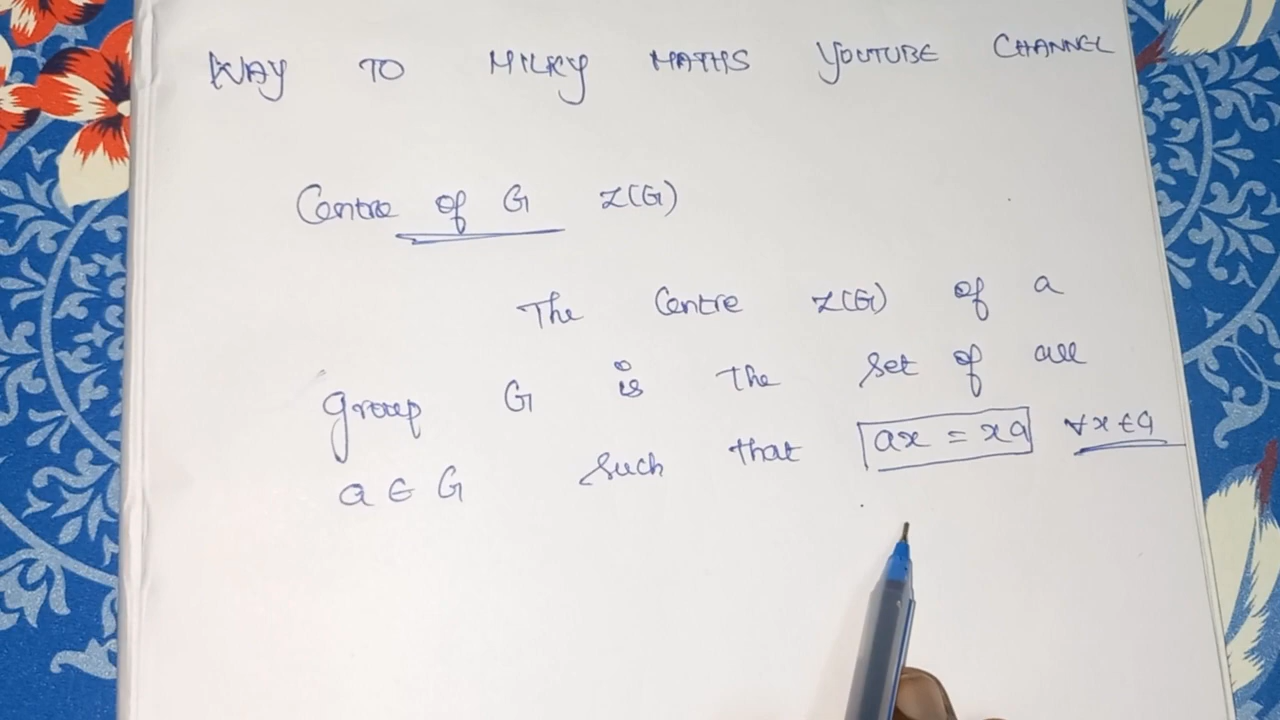 WAY TO MILKY MATHS YOUTUBE CHANNEL
Centre of G Z(G)
The Centre Z(G) of a
group G is the set of all
a ∈ G such that ax = xa ∀x∈G